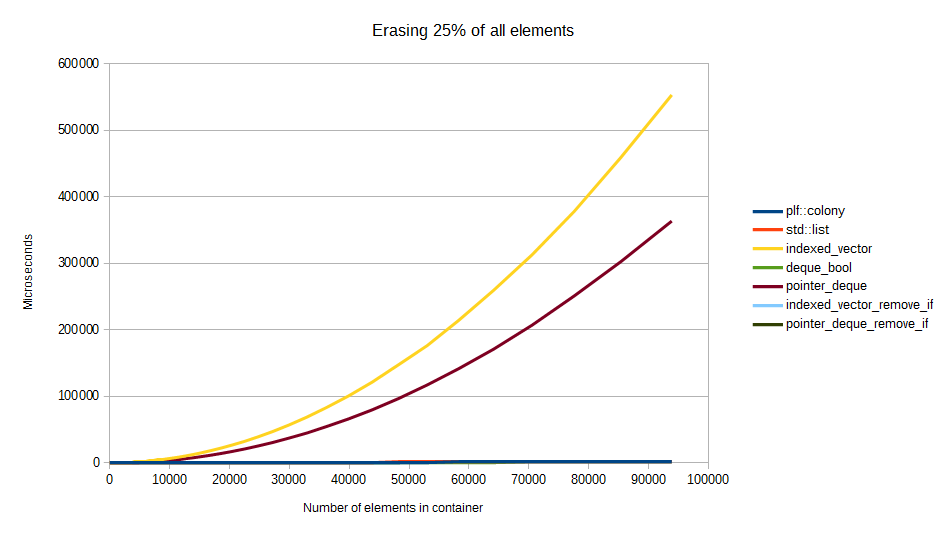 Erasing 25% of all elements
600000
500000
400000
300000
200000
100000
0
Microseconds
0 10000 20000 30000 40000 50000 60000 70000 80000 90000 100000
Number of elements in container
plf::colony
std::list
indexed_vector
deque_bool
pointer_deque
indexed_vector_remove_if
pointer_deque_remove_if